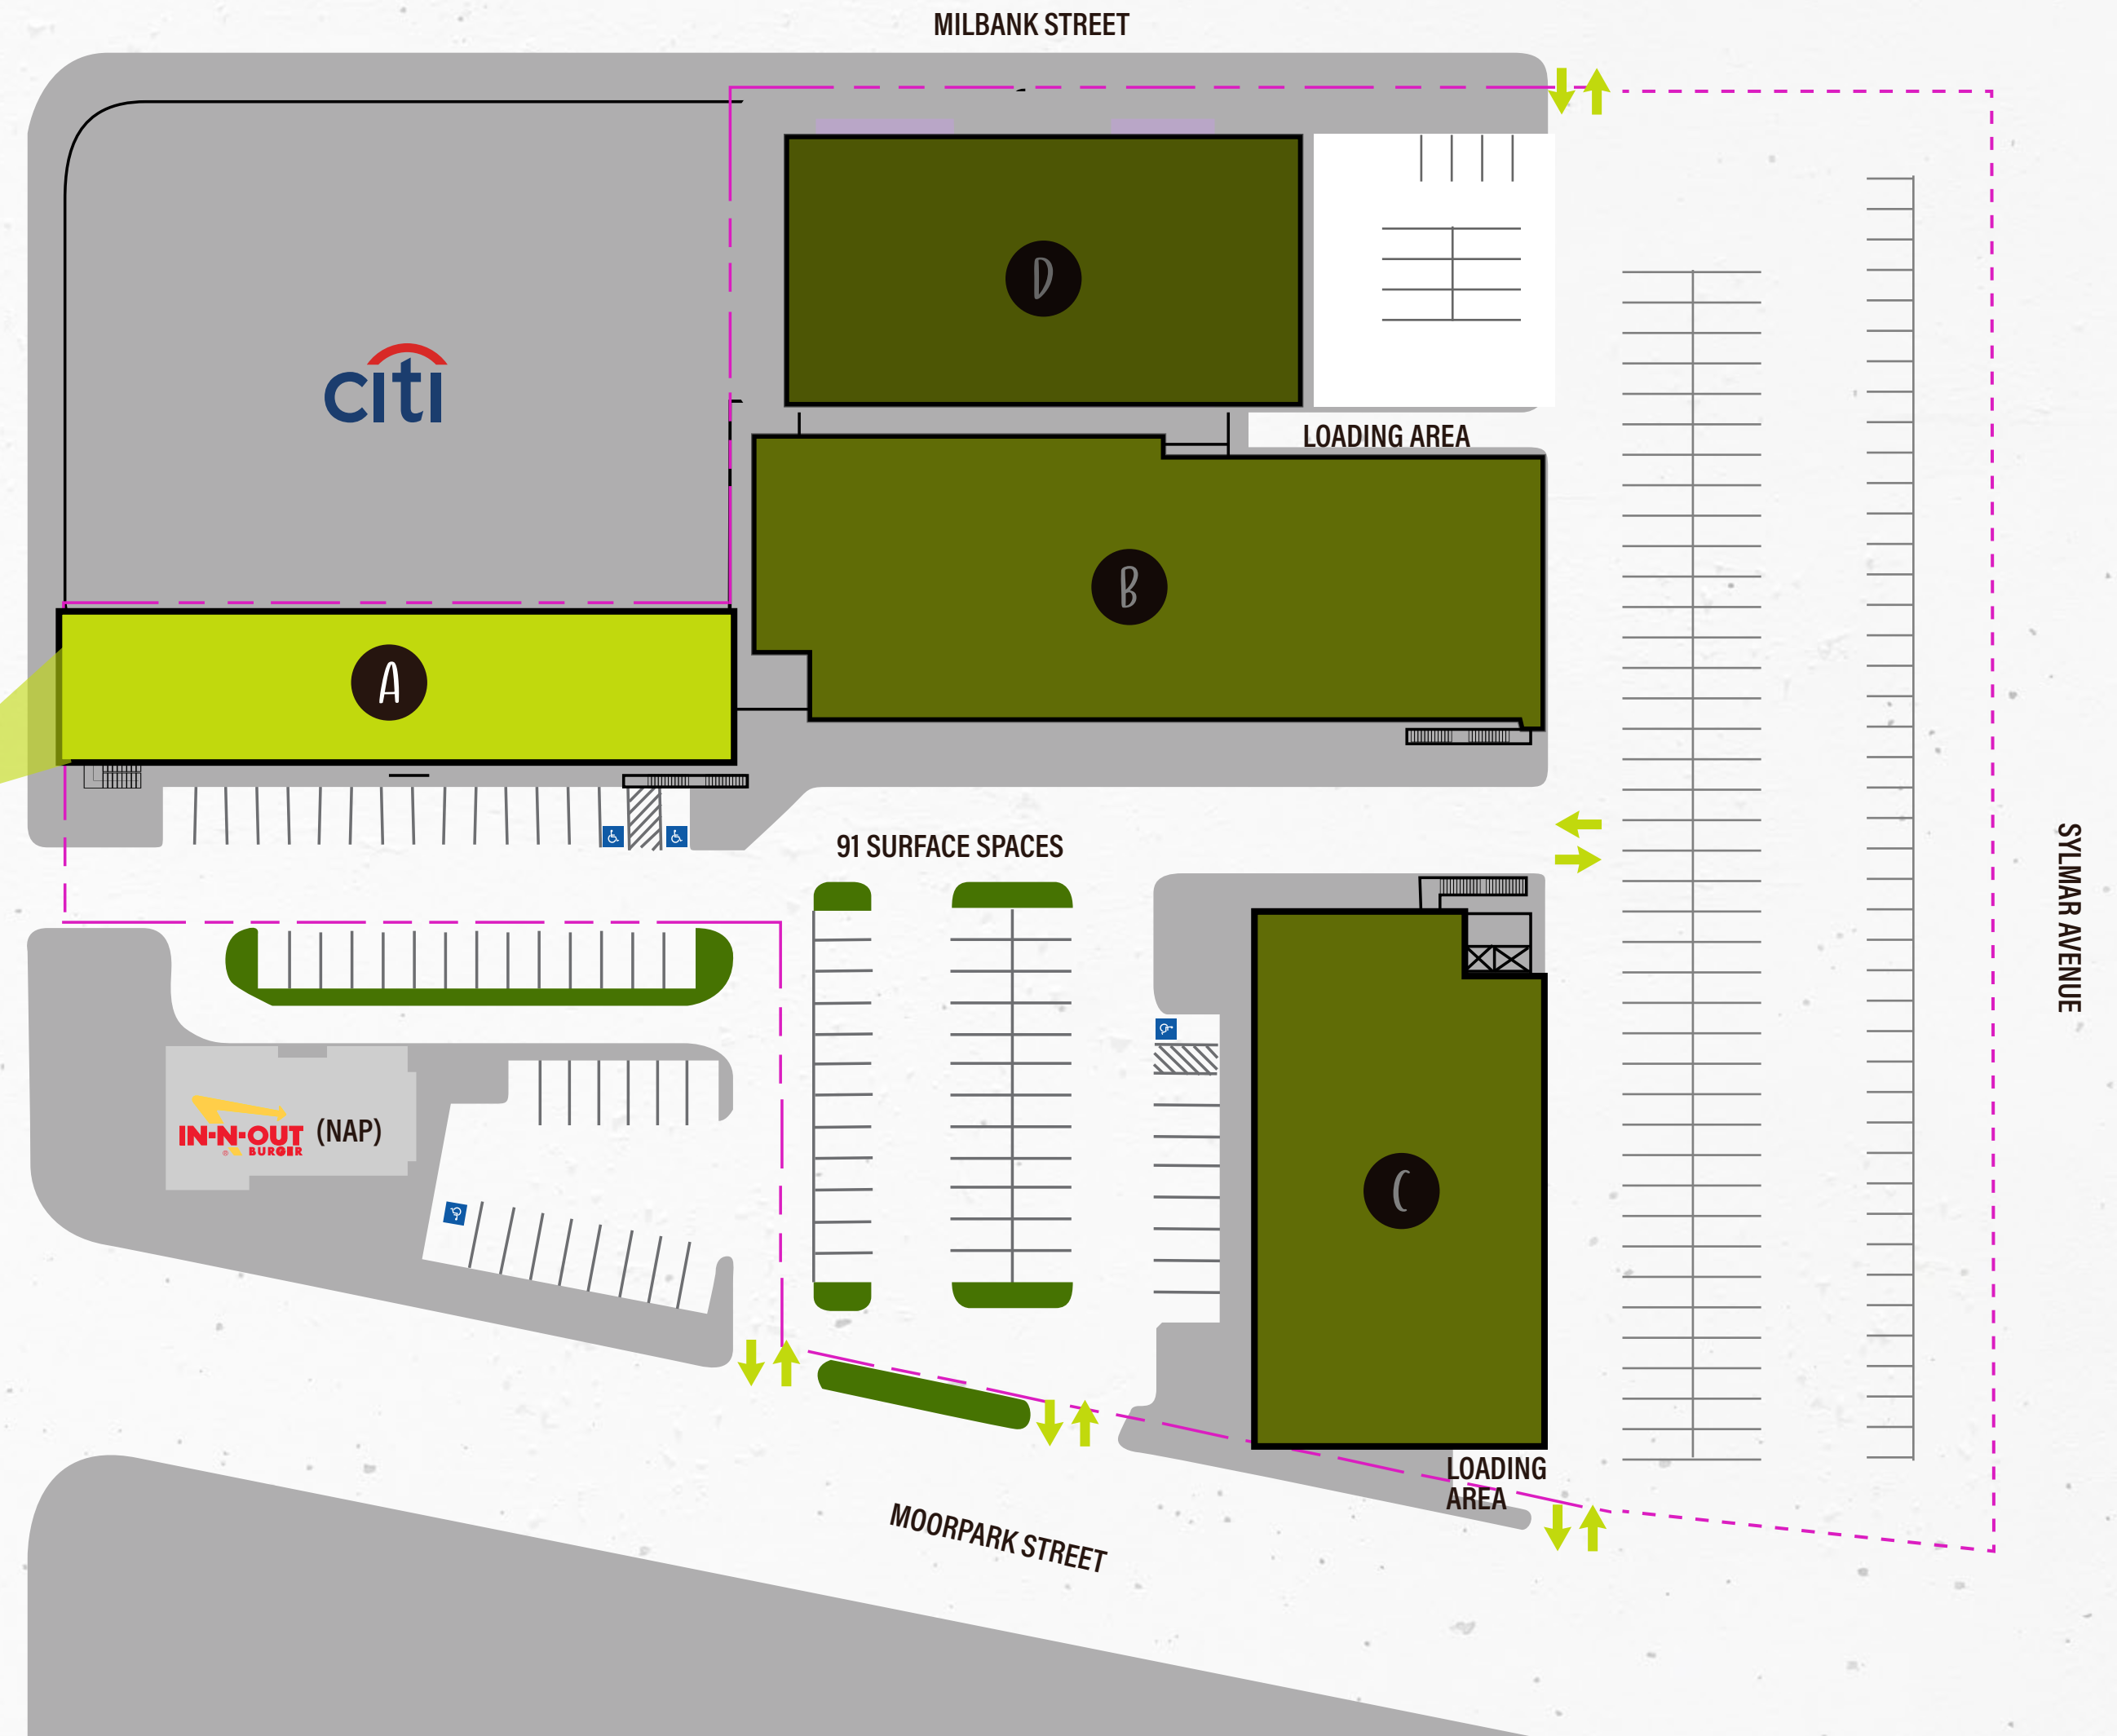 MILBANK STREET
D
citi
LOADING AREA
B
A
91 SURFACE SPACES
SYLMAR AVENUE
IN-N-OUT
BURGER
(NAP)
C
LOADING
AREA
MOORPARK STREET